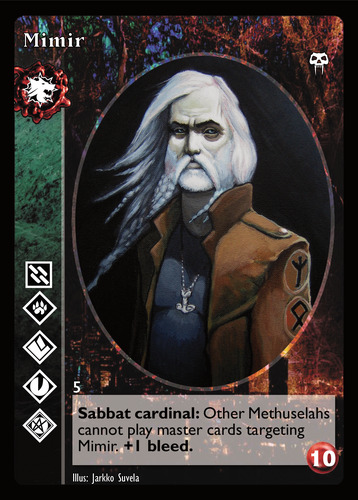 Mimir
5
Sabbat cardinal: Other Methuselahs
cannot play master cards targeting
Mimir. +1 bleed.
10
Illus: Jarkko Suvela